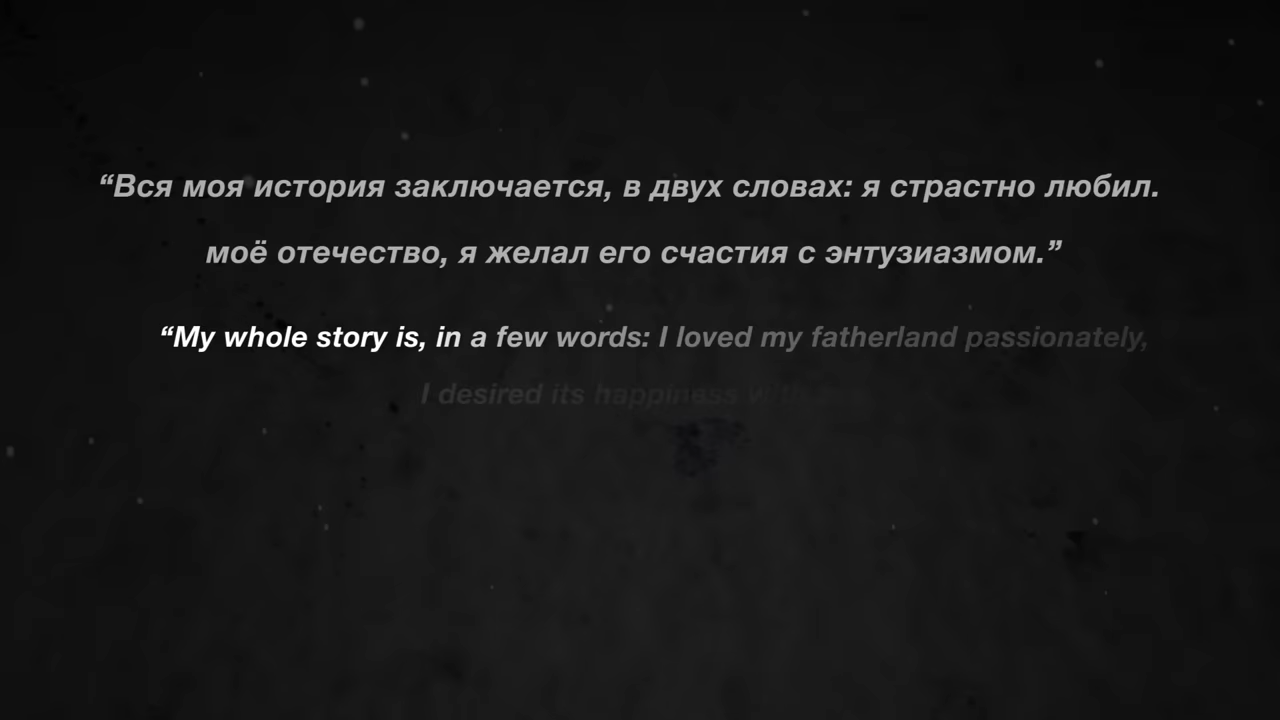 “Вся моя история заключается, в двух словах: я страстно любил.
моё отечество, я желал его счастия с энтузиазмом.”
“My whole story is, in a few words: I loved my fatherland passionately,
I desired its happiness with